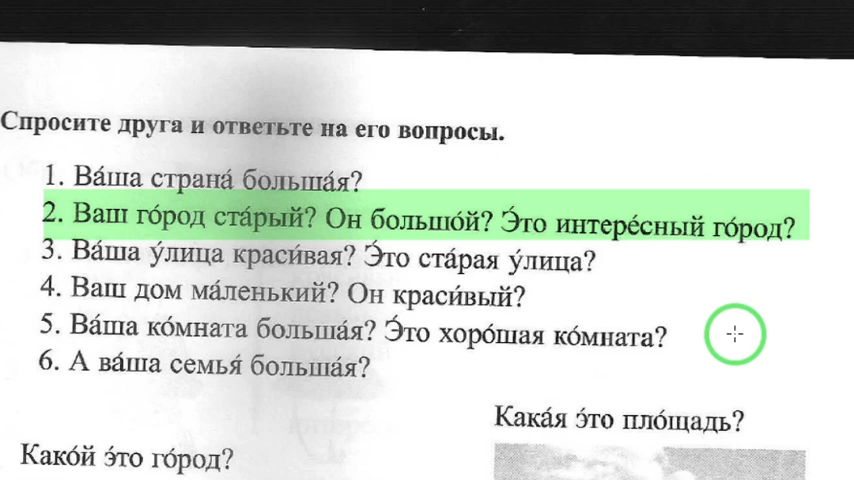 Спросите друга и ответьте на его вопросы.
1. Ва́ша страна́ больша́я?
2. Ваш го́род ста́рый? Он большо́й? Э́то интере́сный го́род?
3. Ва́ша у́лица краси́вая? Э́то ста́рая у́лица?
4. Ваш дом ма́ленький? Он краси́вый?
5. Ва́ша ко́мната больша́я? Э́то хоро́шая ко́мната?
6. А ва́ша семья́ больша́я?
Кака́я э́то пло́щадь?
Како́й э́то го́род?